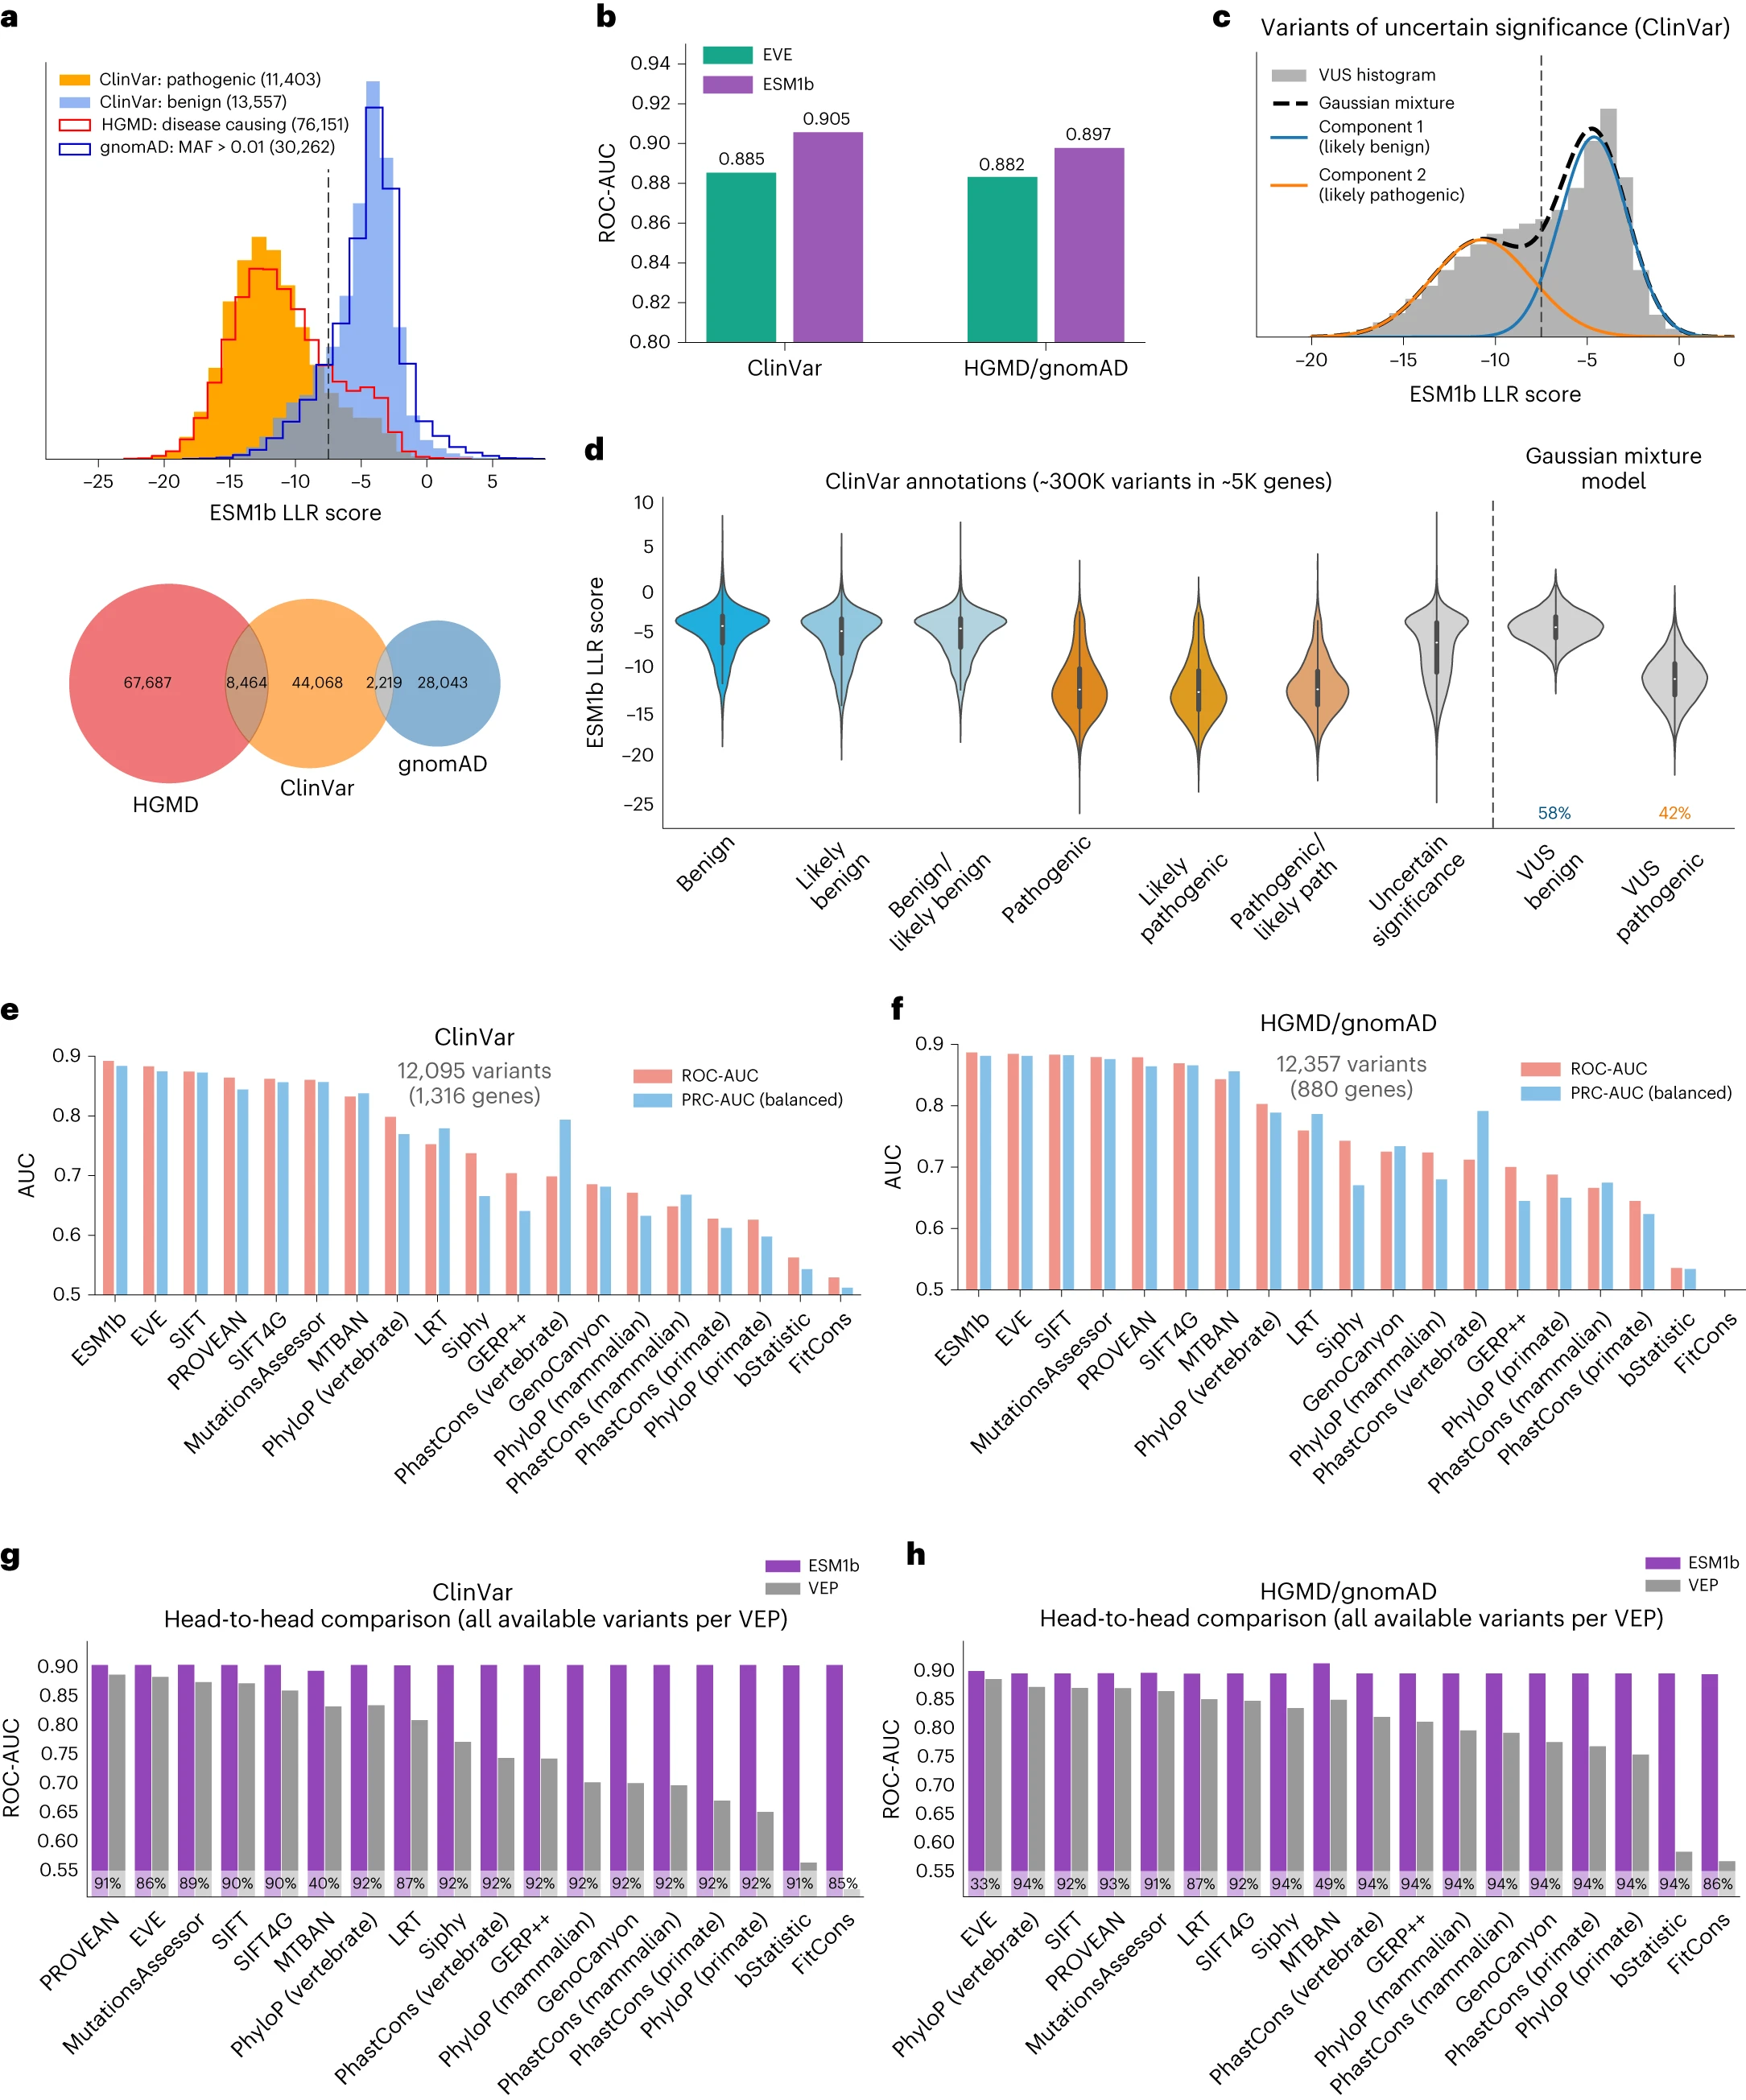 a
ClinVar: pathogenic (11,403)
ClinVar: benign (13,557)
HGMD: disease causing (76,151)
gnomAD: MAF > 0.01 (30,262)
−25
−20
−15
−10
−5
0
5
ESM1b LLR score
67,687
8,464
44,068
2,219
28,043
HGMD
ClinVar
gnomAD
b
EVE
ESM1b
ROC-AUC
0.94
0.92
0.90
0.88
0.86
0.84
0.82
0.80
0.885
0.905
0.882
0.897
ClinVar
HGMD/gnomAD
c
Variants of uncertain significance (ClinVar)
VUS histogram
Gaussian mixture
Component 1
(likely benign)
Component 2
(likely pathogenic)
−20
−15
−10
−5
0
ESM1b LLR score
d
ClinVar annotations (~300K variants in ~5K genes)
Gaussian mixture
model
ESM1b LLR score
10
5
0
−5
−10
−15
−20
−25
58%
42%
Benign
Likely
benign
Benign/
likely benign
Pathogenic
Likely
pathogenic
Pathogenic/
likely path
Uncertain
significance
VUS
benign
VUS
pathogenic
e
ClinVar
12,095 variants
(1,316 genes)
ROC-AUC
PRC-AUC (balanced)
AUC
0.9
0.8
0.7
0.6
0.5
ESM1b
EVE
SIFT
PROVEAN
SIFT4G
MutationsAssessor
MTBAN
PhyloP (vertebrate)
LRT
Siphy
GERP++
PhastCons (vertebrate)
GenoCanyon
PhyloP (mammalian)
PhastCons (mammalian)
PhastCons (primate)
PhyloP (primate)
bStatistic
FitCons
f
HGMD/gnomAD
12,357 variants
(880 genes)
ROC-AUC
PRC-AUC (balanced)
AUC
0.9
0.8
0.7
0.6
0.5
ESM1b
EVE
SIFT
MutationsAssessor
PROVEAN
SIFT4G
MTBAN
PhyloP (vertebrate)
LRT
Siphy
GenoCanyon
PhyloP (mammalian)
PhastCons (vertebrate)
GERP++
PhyloP (primate)
PhastCons (mammalian)
PhastCons (primate)
bStatistic
FitCons
g
ESM1b
VEP
ClinVar
Head-to-head comparison (all available variants per VEP)
ROC-AUC
0.90
0.85
0.80
0.75
0.70
0.65
0.60
0.55
91%
86%
89%
90%
90%
40%
92%
87%
92%
92%
92%
92%
92%
92%
92%
92%
91%
85%
PROVEAN
EVE
MutationsAssessor
SIFT
SIFT4G
MTBAN
PhyloP (vertebrate)
LRT
Siphy
PhastCons (vertebrate)
GERP++
PhyloP (mammalian)
GenoCanyon
PhastCons (mammalian)
PhastCons (primate)
PhyloP (primate)
bStatistic
FitCons
h
ESM1b
VEP
HGMD/gnomAD
Head-to-head comparison (all available variants per VEP)
ROC-AUC
0.90
0.85
0.80
0.75
0.70
0.65
0.60
0.55
33%
94%
92%
93%
91%
87%
92%
94%
49%
94%
94%
94%
94%
94%
94%
94%
94%
86%
EVE
PhyloP (vertebrate)
SIFT
PROVEAN
MutationsAssessor
LRT
SIFT4G
Siphy
MTBAN
PhastCons (vertebrate)
GERP++
PhyloP (mammalian)
PhastCons (mammalian)
GenoCanyon
PhastCons (primate)
PhyloP (primate)
bStatistic
FitCons